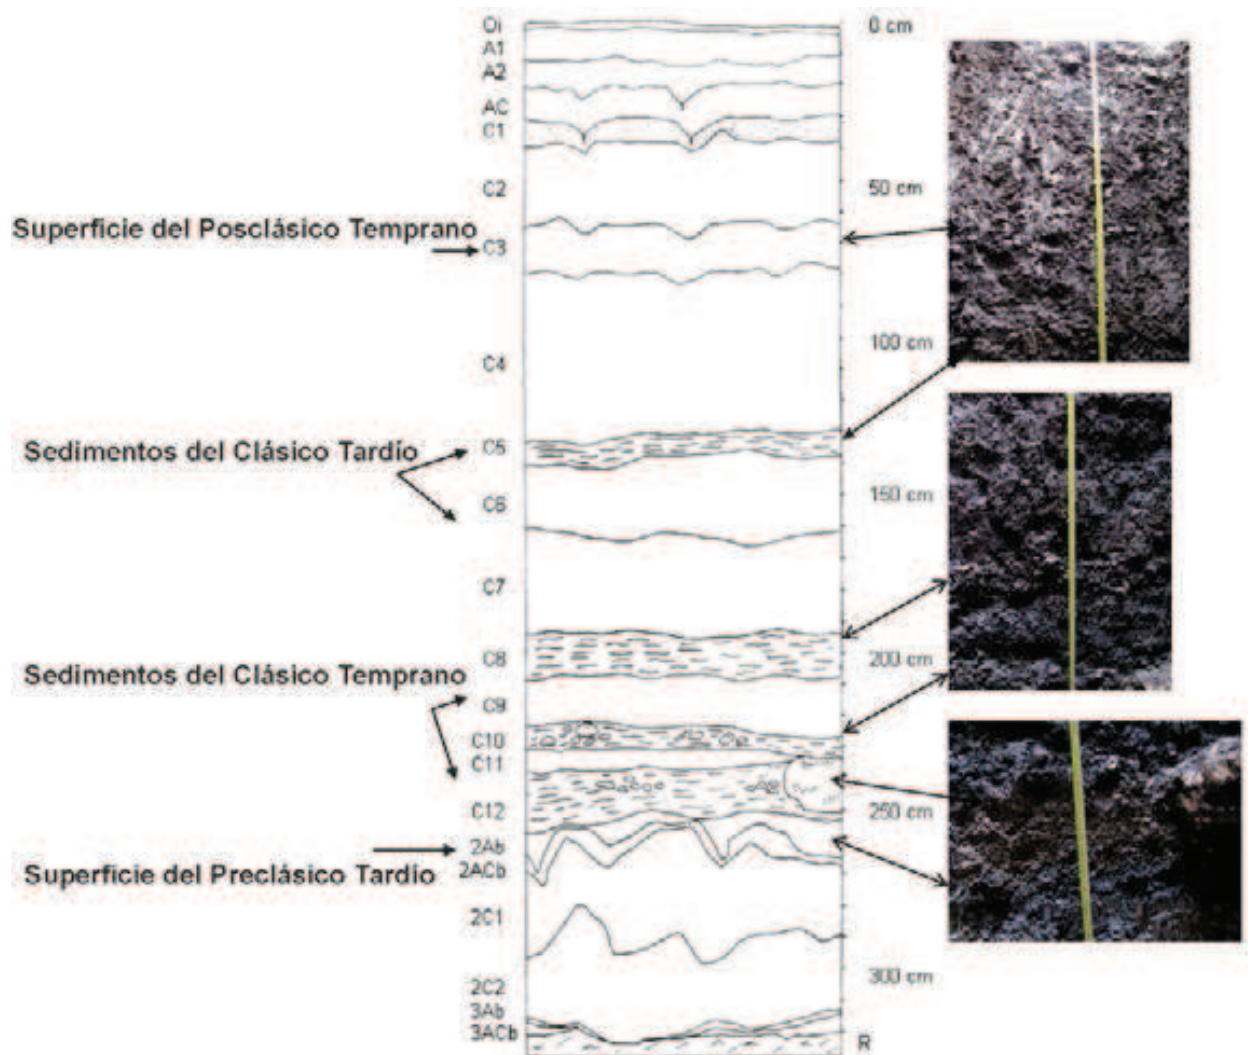 Oi
0 cm
A1
A2
AC
C1
C2
50 cm
Superficie del Posclásico Temprano
C3
100 cm
C4
Sedimentos del Clásico Tardío
C5
150 cm
C6
C7
C8
200 cm
Sedimentos del Clásico Temprano
C9
C10
C11
C12
250 cm
2Ab
2ACb
Superficie del Preclásico Tardío
2C1
300 cm
2C2
3Ab
3ACb
R